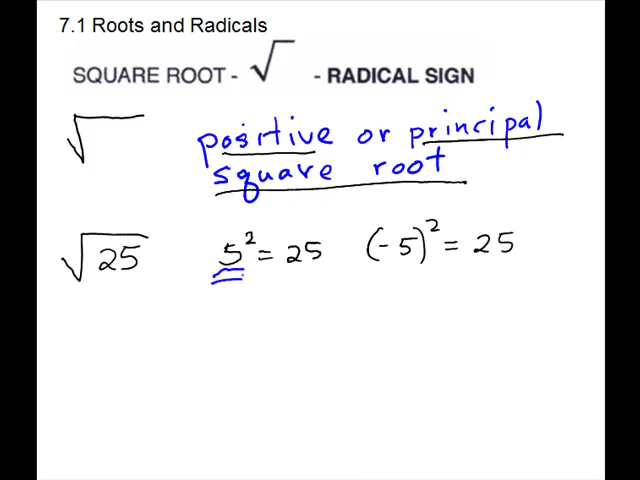 7.1 Roots and Radicals
SQUARE ROOT - √ - RADICAL SIGN
√ positive or principal
square root
√25 5² = 25 (-5)² = 25